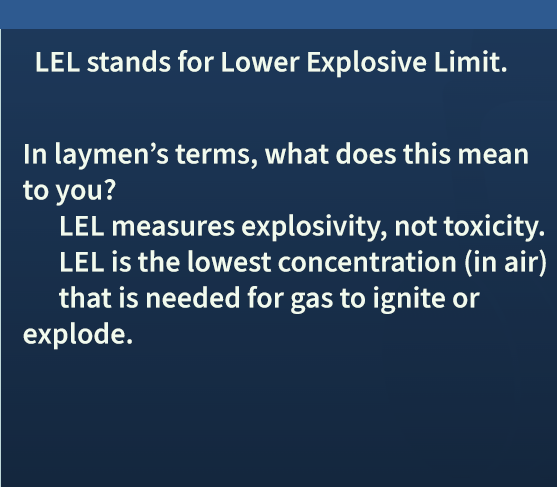 LEL stands for Lower Explosive Limit.
In laymen’s terms, what does this mean
to you?
LEL measures explosivity, not toxicity.
LEL is the lowest concentration (in air)
that is needed for gas to ignite or
explode.